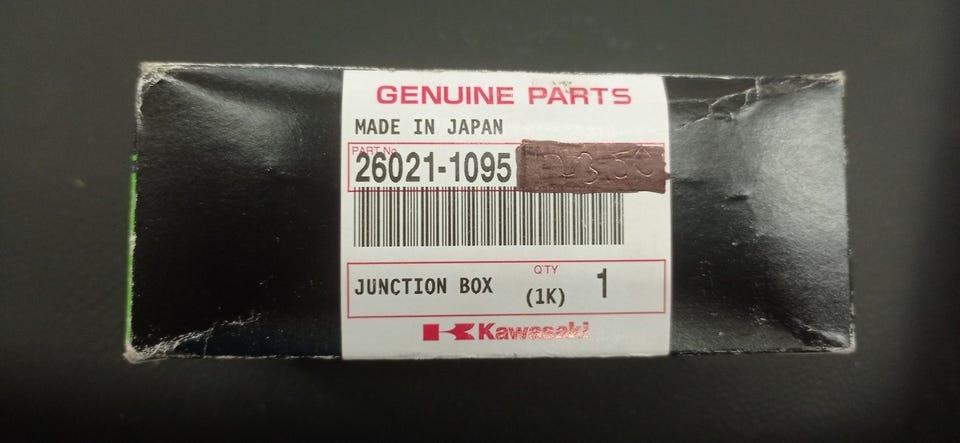 GENUINE PARTS
MADE IN JAPAN
PART No.
26021-1095
JUNCTION BOX
QTY
(1K)
1
Kawasaki